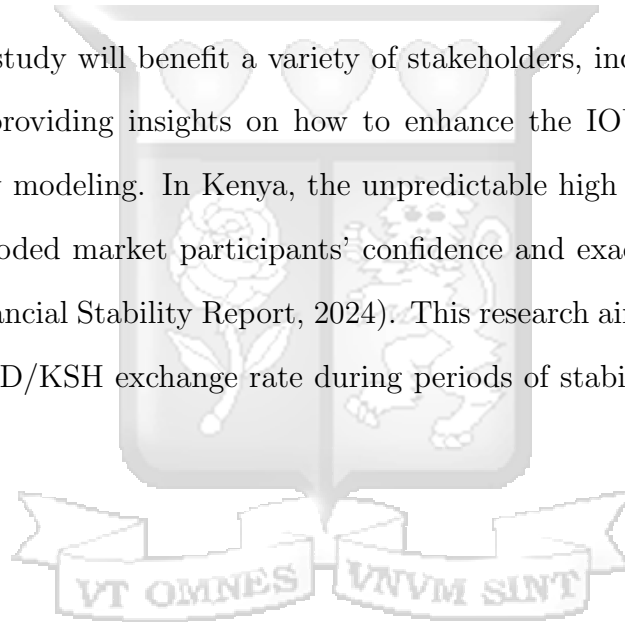 study will benefit a variety of stakeholders, inc
providing insights on how to enhance the IOU
modeling. In Kenya, the unpredictable high
oded market participants' confidence and exac
ancial Stability Report, 2024). This research ai
D/KSH exchange rate during periods of stabi
VT OMNES VNVM SINT